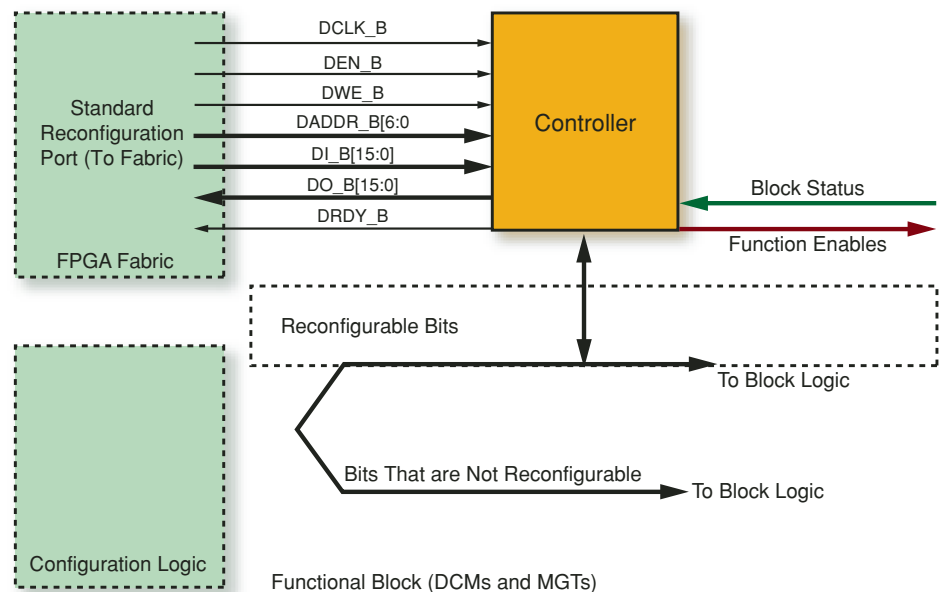 DCLK_B
DEN_B
DWE_B
DADDR_B[6:0
DI_B[15:0]
DO_B[15:0]
DRDY_B
Standard
Reconfiguration
Port (To Fabric)
FPGA Fabric
Controller
Block Status
Function Enables
Reconfigurable Bits
To Block Logic
Bits That are Not Reconfigurable
To Block Logic
Configuration Logic
Functional Block (DCMs and MGTs)